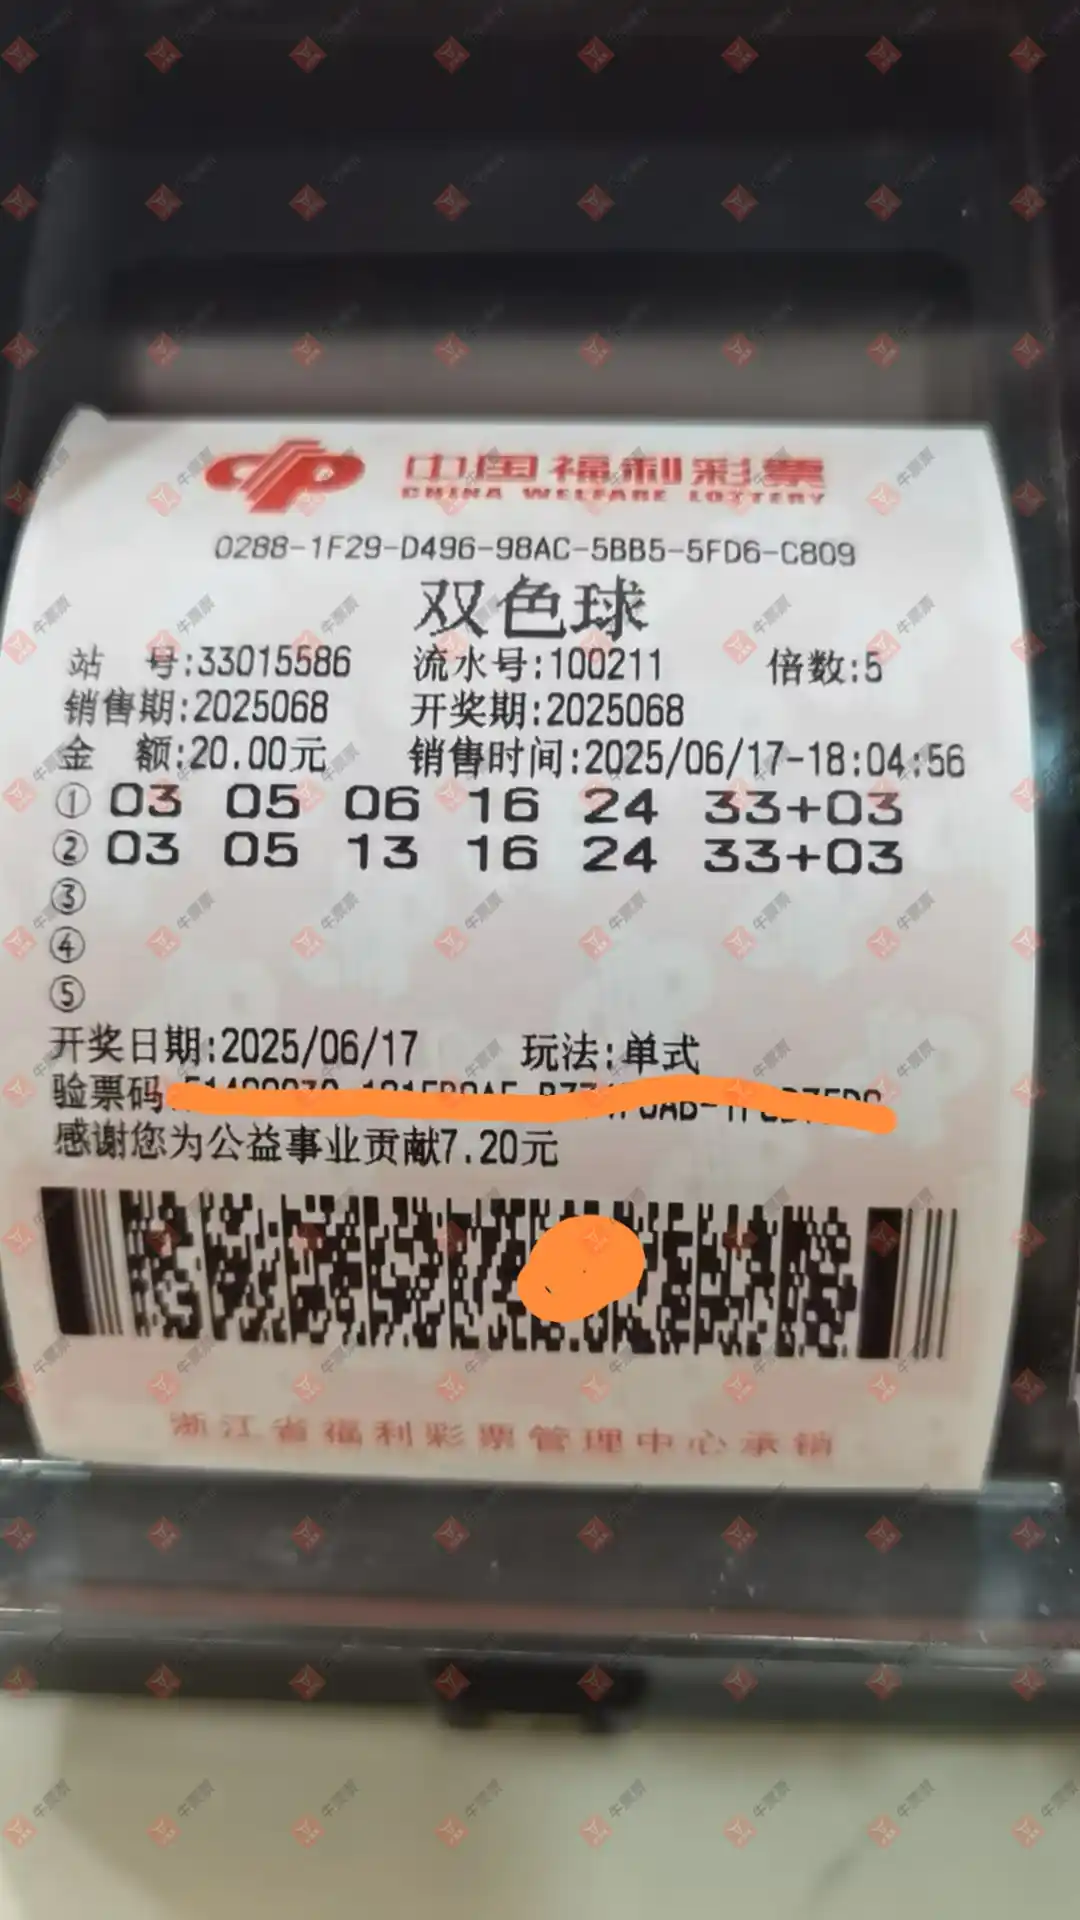 中国福利彩票
CHINA WELFARE LOTTERY
0288-1F29-D496-98AC-5BB5-5FD6-C809
双色球
站 号:33015586 流水号:100211 倍数:5
销售期:2025068 开奖期:2025068
金 额:20.00元 销售时间:2025/06/17-18:04:56
① 03 05 06 16 24 33+03
② 03 05 13 16 24 33+03
③
④
⑤
开奖日期:2025/06/17 玩法:单式
验票码:
感谢您为公益事业贡献7.20元
浙江省福利彩票管理中心承销
牛票票